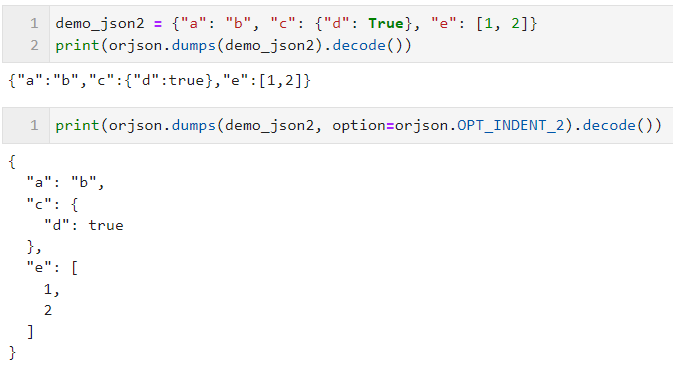 1 demo_json2 = {"a": "b", "c": {"d": True}, "e": [1, 2]}
2 print(orjson.dumps(demo_json2).decode())
{"a":"b","c":{"d":true},"e":[1,2]}
1 print(orjson.dumps(demo_json2, option=orjson.OPT_INDENT_2).decode())
{
  "a": "b",
  "c": {
    "d": true
  },
  "e": [
    1,
    2
  ]
}